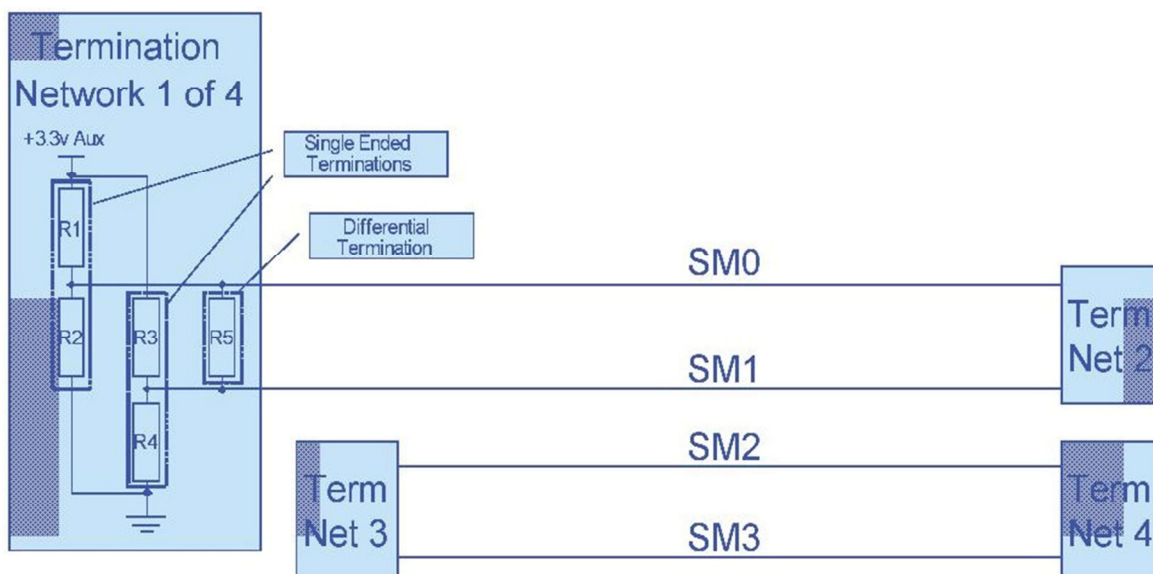 Termination
Network 1 of 4
+3.3v Aux
Single Ended
Terminations
R1
Differential
Termination
SM0
R2
R3
R5
Term
Net 2
SM1
R4
SM2
Term
Net 3
Term
Net 4
SM3